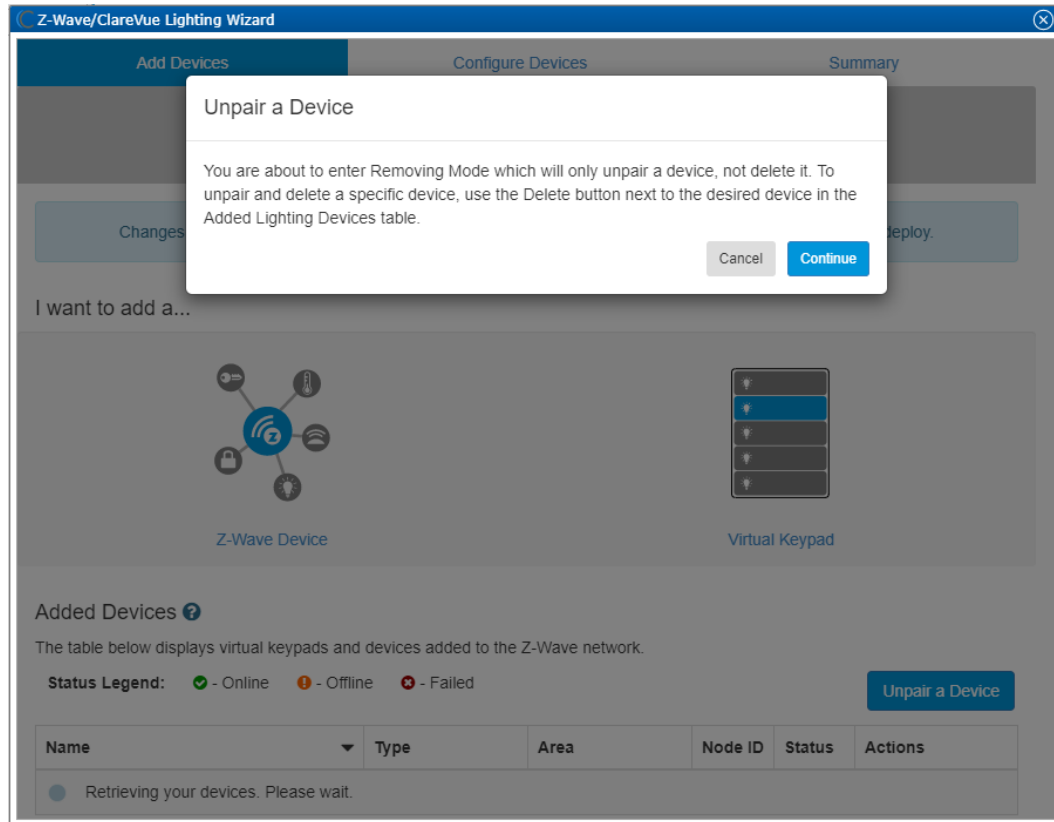 Z-Wave/ClareVue Lighting Wizard
Add Devices Configure Devices Summary
Unpair a Device
You are about to enter Removing Mode which will only unpair a device, not delete it. To
unpair and delete a specific device, use the Delete button next to the desired device in the
Added Lighting Devices table.
Cancel Continue
Changes deploy.
I want to add a...
Z-Wave Device Virtual Keypad
Added Devices
The table below displays virtual keypads and devices added to the Z-Wave network.
Status Legend: - Online - Offline - Failed
Unpair a Device
Name Type Area Node ID Status Actions
Retrieving your devices. Please wait.